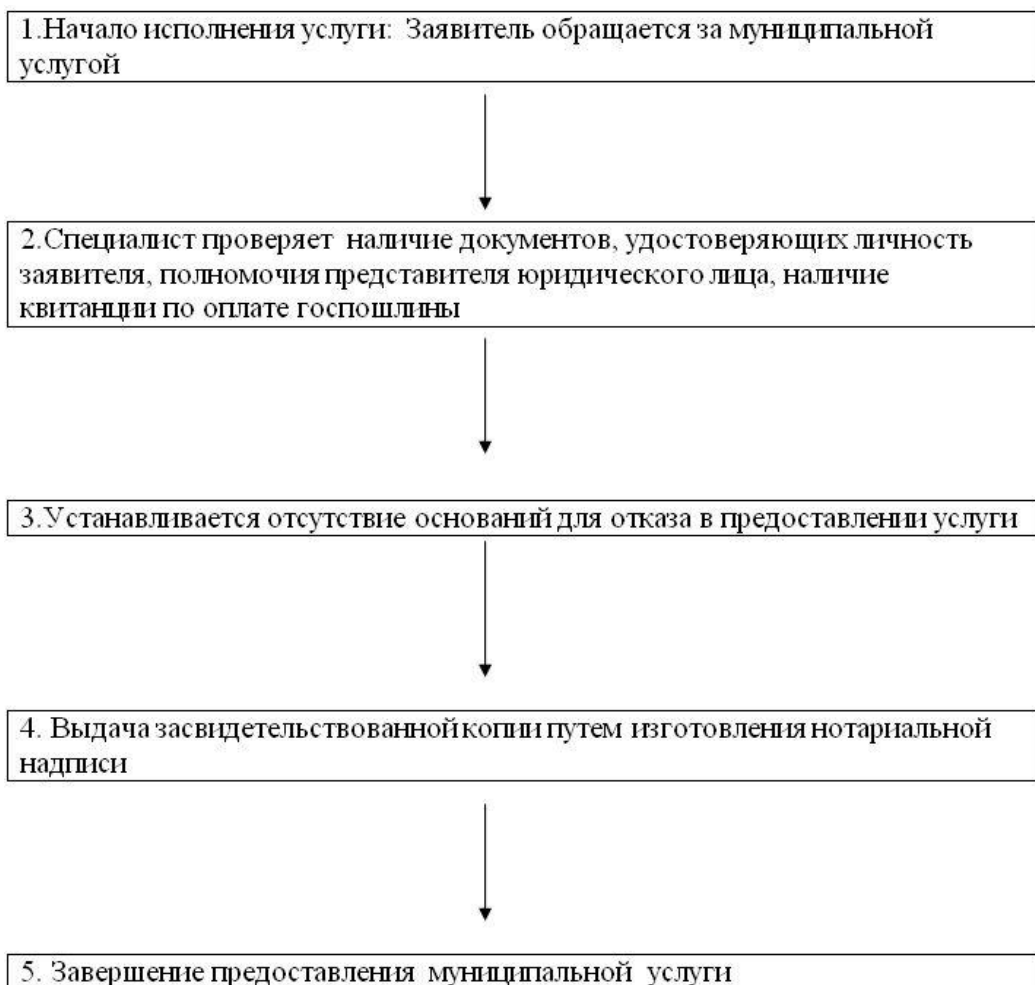 1.Начало исполнения услуги: Заявитель обращается за муниципальной
услугой
2.Специалист проверяет наличие документов, удостоверяющих личность
заявителя, полномочия представителя юридического лица, наличие
квитанции по оплате госпошлины
3.Устанавливается отсутствие оснований для отказа в предоставлении услуги
4. Выдача засвидетельствованной копии путем изготовления нотариальной
надписи
5. Завершение предоставления муниципальной услуги